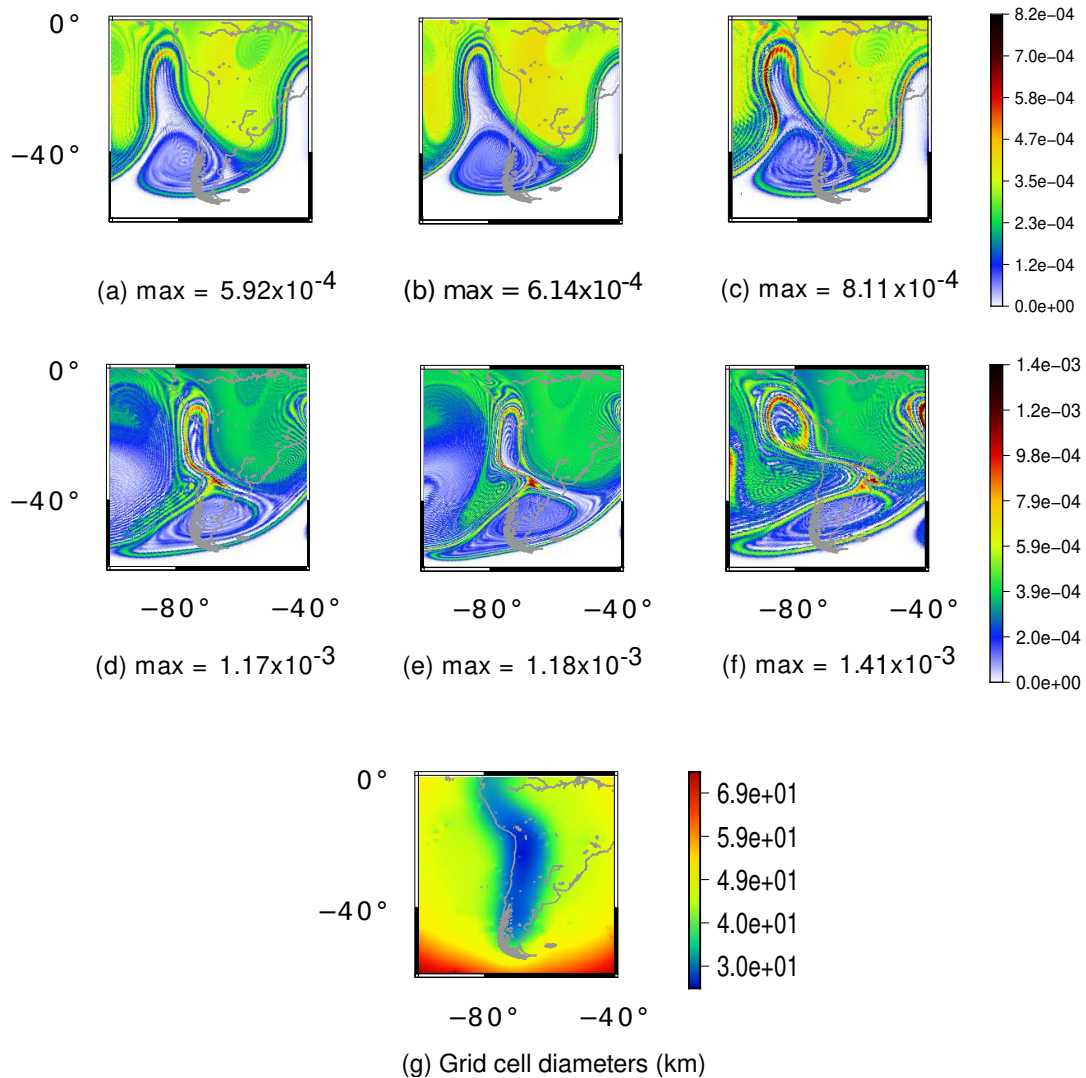 0°
−40°
8.2e−04
7.0e−04
5.8e−04
4.7e−04
3.5e−04
2.3e−04
1.2e−04
0.0e+00
(a) max = 5.92x10-4
(b) max = 6.14x10-4
(c) max = 8.11x10-4
0°
−40°
−80° −40°
−80° −40°
−80° −40°
1.4e−03
1.2e−03
9.8e−04
7.9e−04
5.9e−04
3.9e−04
2.0e−04
0.0e+00
(d) max = 1.17x10-3
(e) max = 1.18x10-3
(f) max = 1.41x10-3
0°
−40°
−80° −40°
6.9e+01
5.9e+01
4.9e+01
4.0e+01
3.0e+01
(g) Grid cell diameters (km)